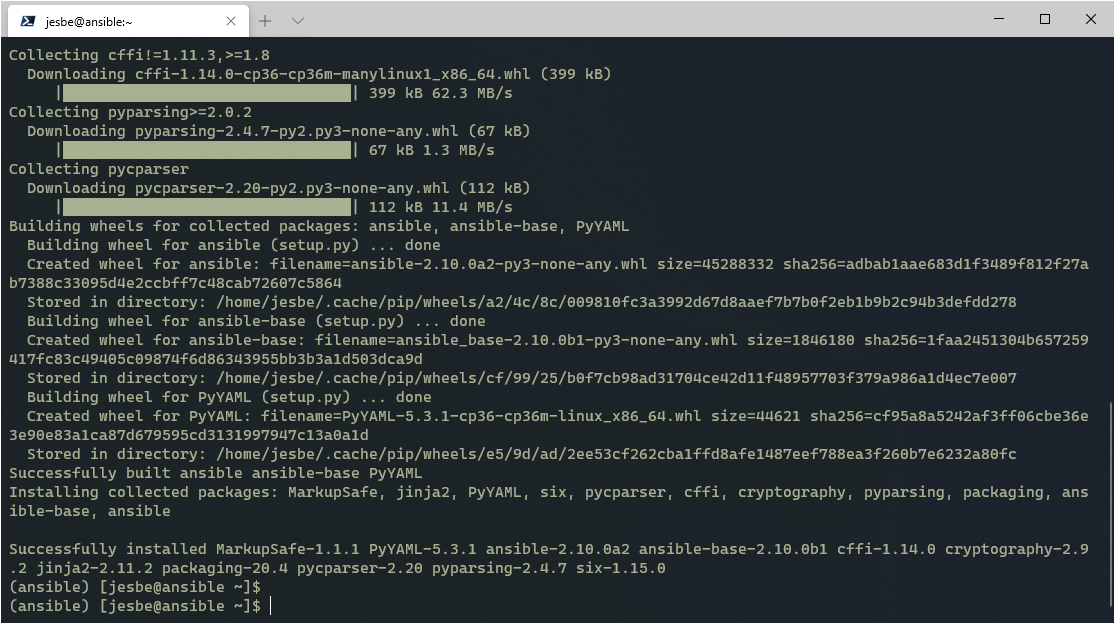 jesbe@ansible:~
Collecting cffi!=1.11.3,>=1.8
  Downloading cffi-1.14.0-cp36-cp36m-manylinux1_x86_64.whl (399 kB)
     |████████████████████████████████| 399 kB 62.3 MB/s
Collecting pyparsing>=2.0.2
  Downloading pyparsing-2.4.7-py2.py3-none-any.whl (67 kB)
     |████████████████████████████████| 67 kB 1.3 MB/s
Collecting pycparser
  Downloading pycparser-2.20-py2.py3-none-any.whl (112 kB)
     |████████████████████████████████| 112 kB 11.4 MB/s
Building wheels for collected packages: ansible, ansible-base, PyYAML
  Building wheel for ansible (setup.py) ... done
  Created wheel for ansible: filename=ansible-2.10.0a2-py3-none-any.whl size=45288332 sha256=adbab1aae683d1f3489f812f27a
b7388c33095d4e2ccbff7c48cab72607c5864
  Stored in directory: /home/jesbe/.cache/pip/wheels/a2/4c/8c/009810fc3a3992d67d8aaef7b7b0f2eb1b9b2c94b3defdd278
  Building wheel for ansible-base (setup.py) ... done
  Created wheel for ansible-base: filename=ansible_base-2.10.0b1-py3-none-any.whl size=1846180 sha256=1faa2451304b657259
417fc83c49405c09874f6d86343955bb3b3a1d503dca9d
  Stored in directory: /home/jesbe/.cache/pip/wheels/cf/99/25/b0f7cb98ad31704ce42d11f48957703f379a986a1d4ec7e007
  Building wheel for PyYAML (setup.py) ... done
  Created wheel for PyYAML: filename=PyYAML-5.3.1-cp36-cp36m-linux_x86_64.whl size=44621 sha256=cf95a8a5242af3ff06cbe36e
3e90e83a1ca87d679595cd3131997947c13a0a1d
  Stored in directory: /home/jesbe/.cache/pip/wheels/e5/9d/ad/2ee53cf262cba1ffd8afe1487eef788ea3f260b7e6232a80fc
Successfully built ansible ansible-base PyYAML
Installing collected packages: MarkupSafe, jinja2, PyYAML, six, pycparser, cffi, cryptography, pyparsing, packaging, ans
ible-base, ansible

Successfully installed MarkupSafe-1.1.1 PyYAML-5.3.1 ansible-2.10.0a2 ansible-base-2.10.0b1 cffi-1.14.0 cryptography-2.9
.2 jinja2-2.11.2 packaging-20.4 pycparser-2.20 pyparsing-2.4.7 six-1.15.0
(ansible) [jesbe@ansible ~]$
(ansible) [jesbe@ansible ~]$